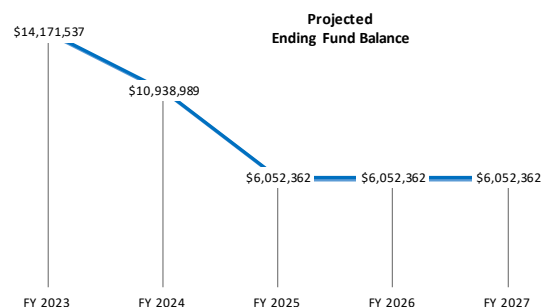 Projected
Ending Fund Balance
$14,171,537
$10,938,989
$6,052,362
$6,052,362
$6,052,362
FY 2023
FY 2024
FY 2025
FY 2026
FY 2027